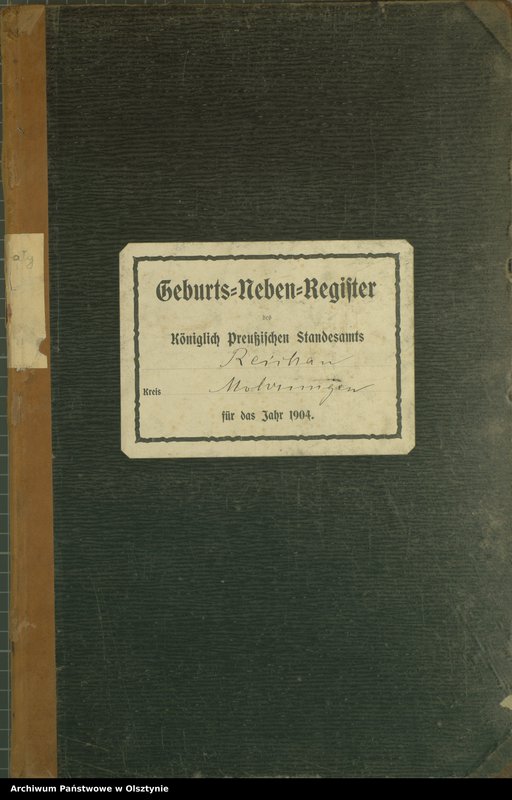 Geburts-Neben-Register
des
Königlich Preußischen Standesamts
Reichau
Kreis Mohrungen
für das Jahr 1904.
Archiwum Państwowe w Olsztynie